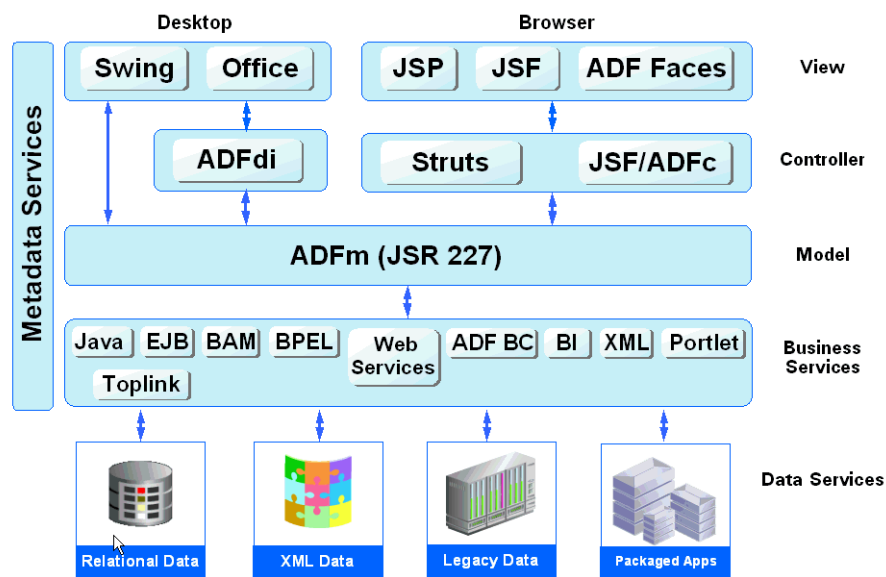 Desktop
Browser
Metadata Services
Swing
Office
JSP
JSF
ADF Faces
View
ADFdi
Struts
JSF/ADFc
Controller
ADFm (JSR 227)
Model
Java
EJB
BAM
BPEL
Web
Services
ADF BC
BI
XML
Portlet
Toplink
Business
Services
Data Services
Relational Data
XML Data
Legacy Data
Packaged Apps